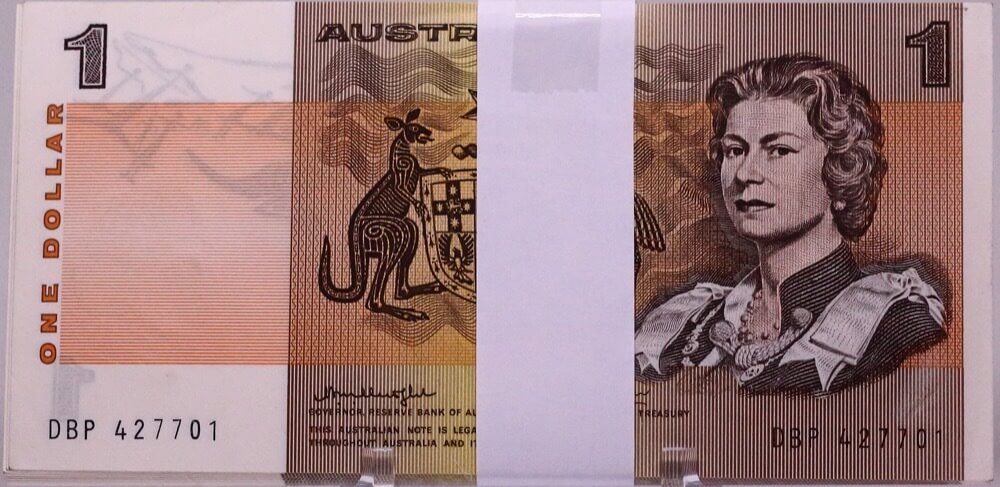 1
AUSTR
1
ONE DOLLAR
GOVERNOR, RESERVE BANK OF AU
TREASURY
THIS AUSTRALIAN NOTE IS LEGA
THROUGHOUT AUSTRALIA AND IT
DBP 427701
DBP 427701